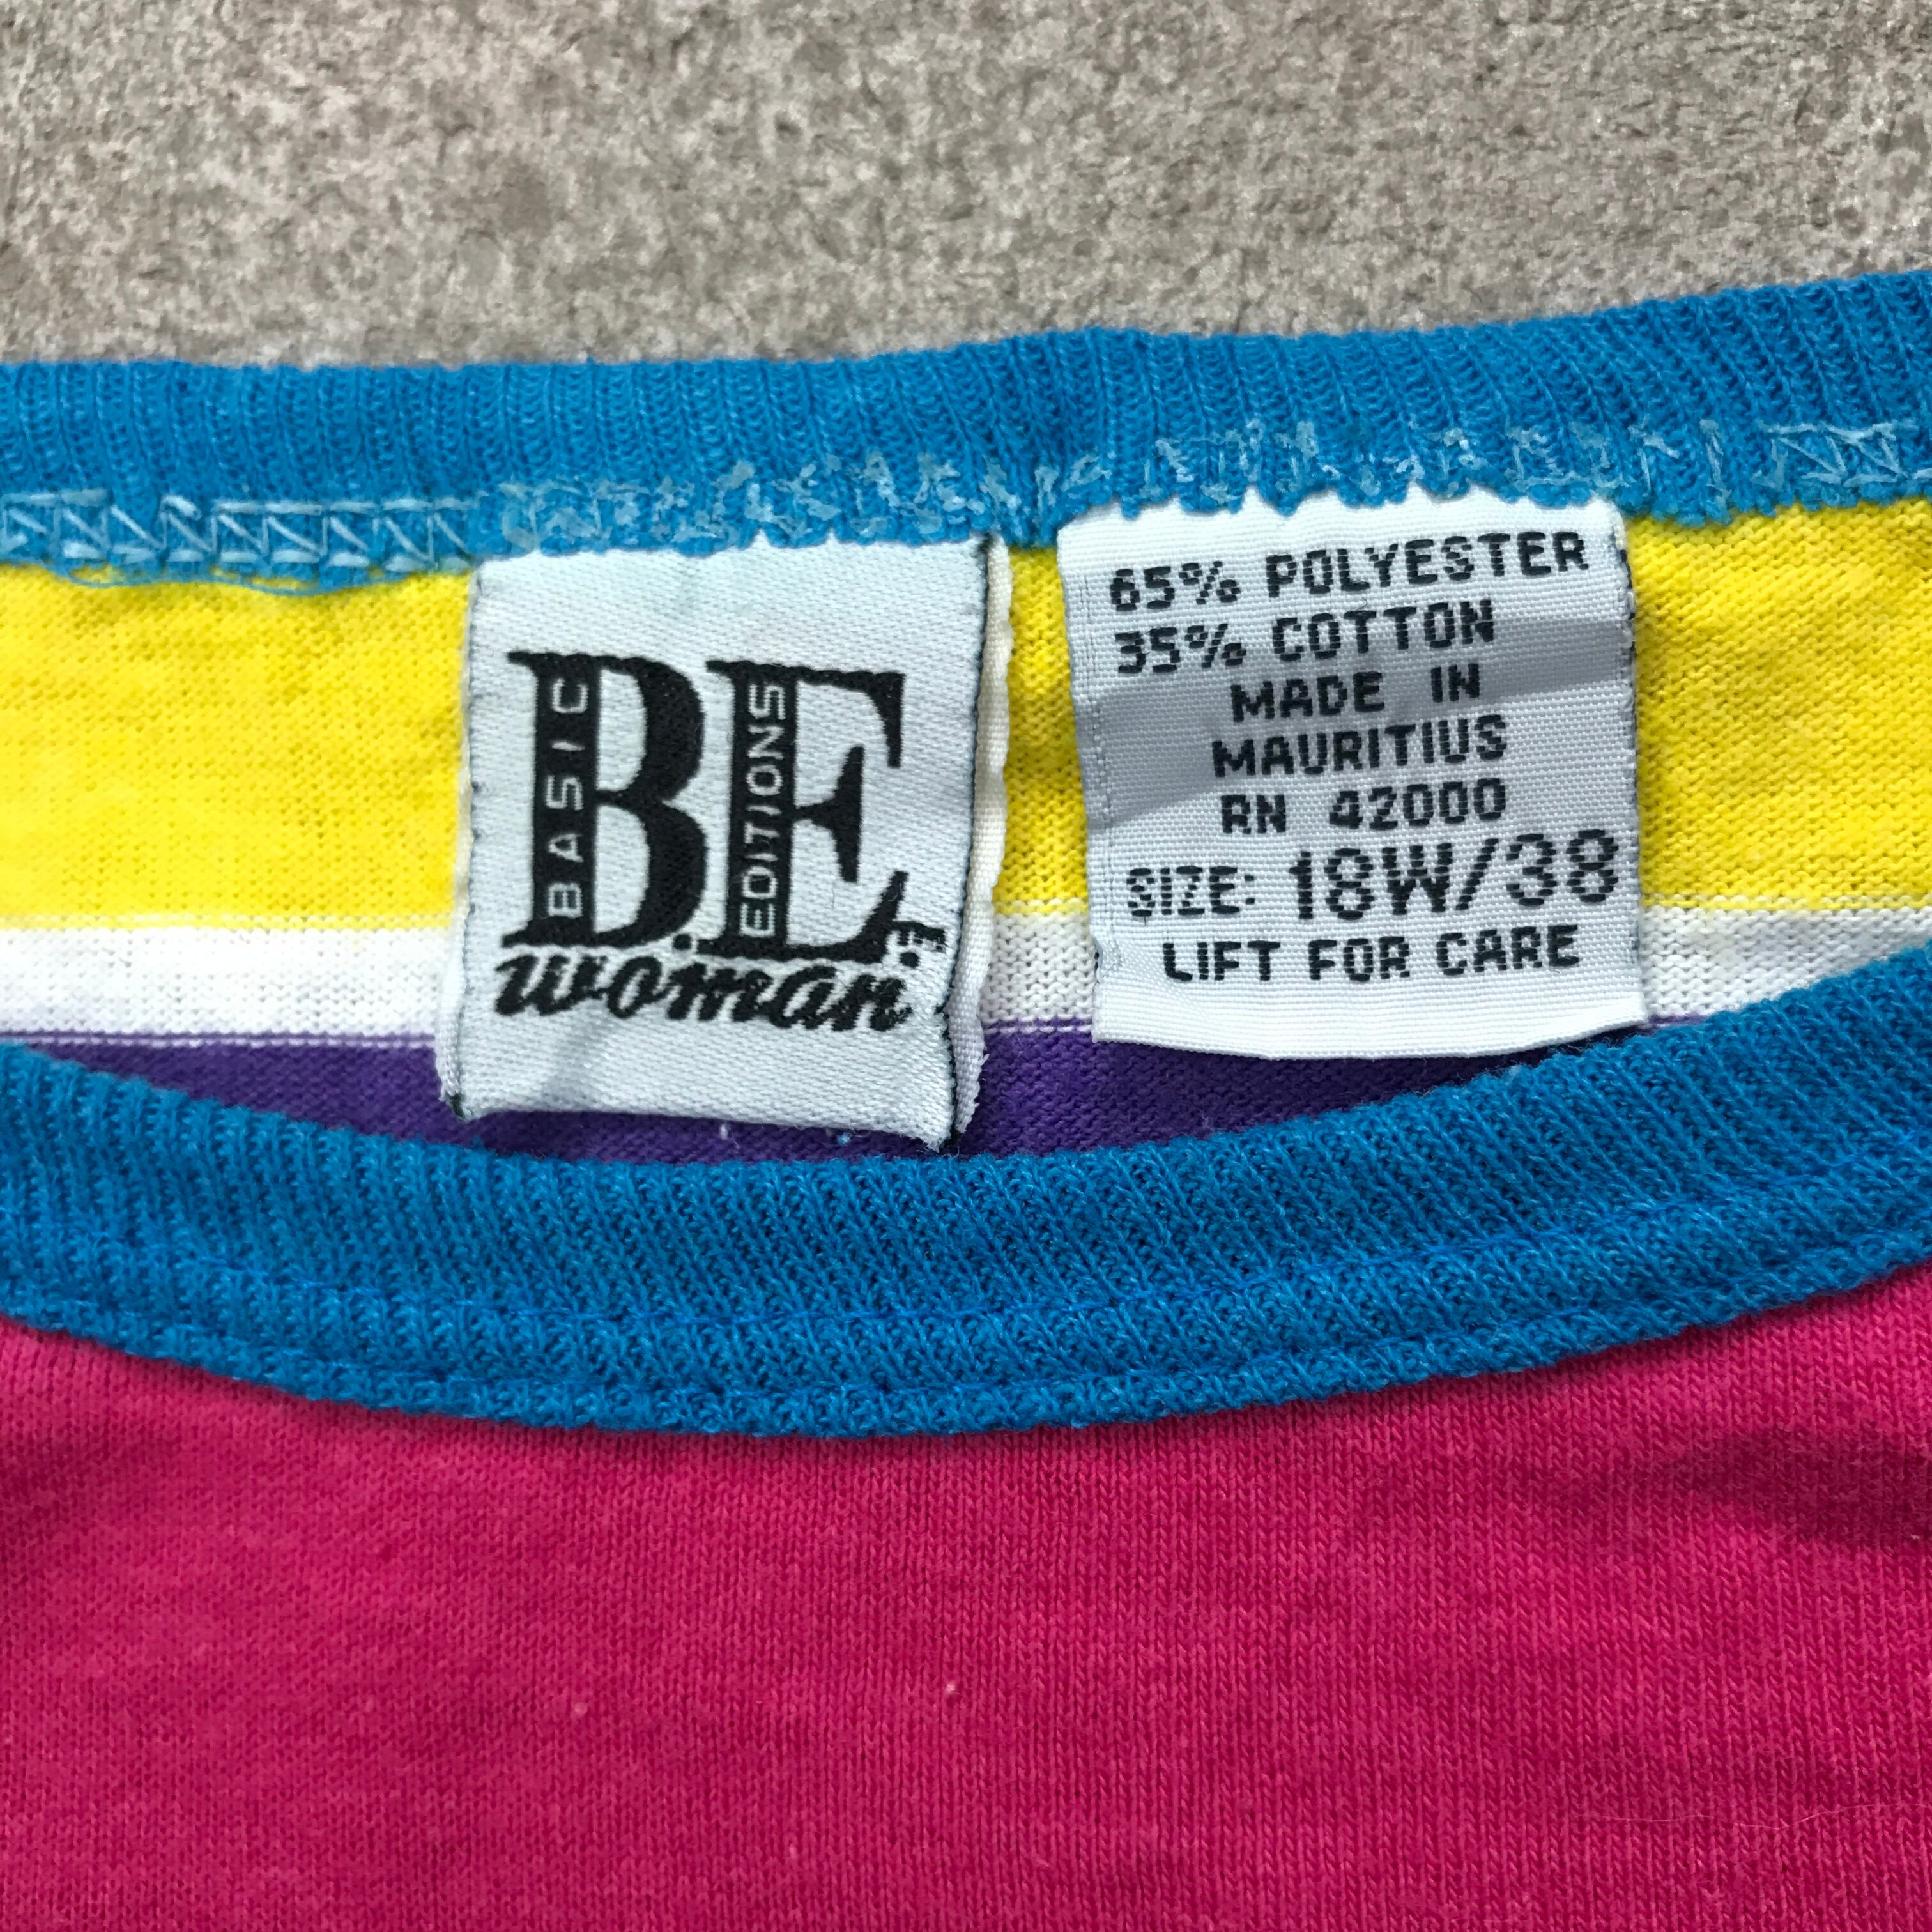 BASIC
EDITIONS
B.E.
woman
65% POLYESTER
35% COTTON
MADE IN
MAURITIUS
RN 42000
SIZE: 18W/38
LIFT FOR CARE